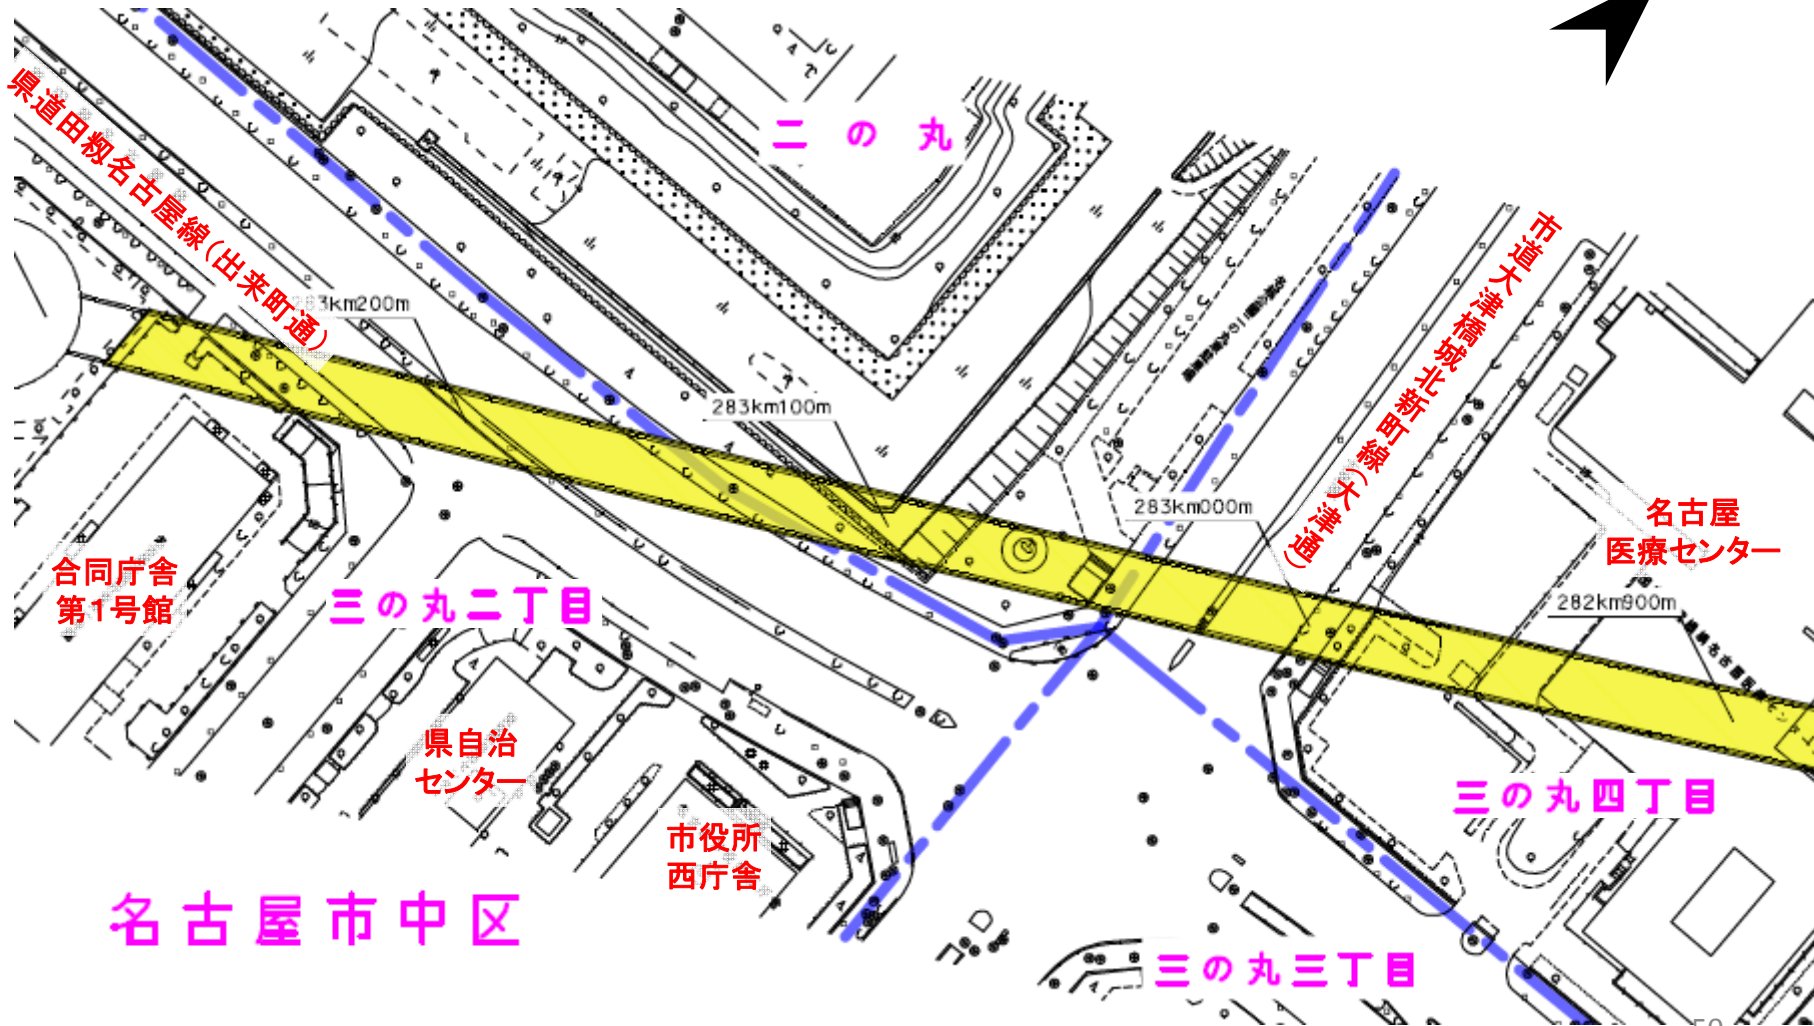 二の丸
県道田籾名古屋線（出来町通）
市道大津橋城北新町線（大津通）
83km200m
283km100m
283km000m
282km900m
名古屋
医療センター
合同庁舎
第1号館
三の丸二丁目
県自治
センター
市役所
西庁舎
三の丸四丁目
名古屋市中区
三の丸三丁目